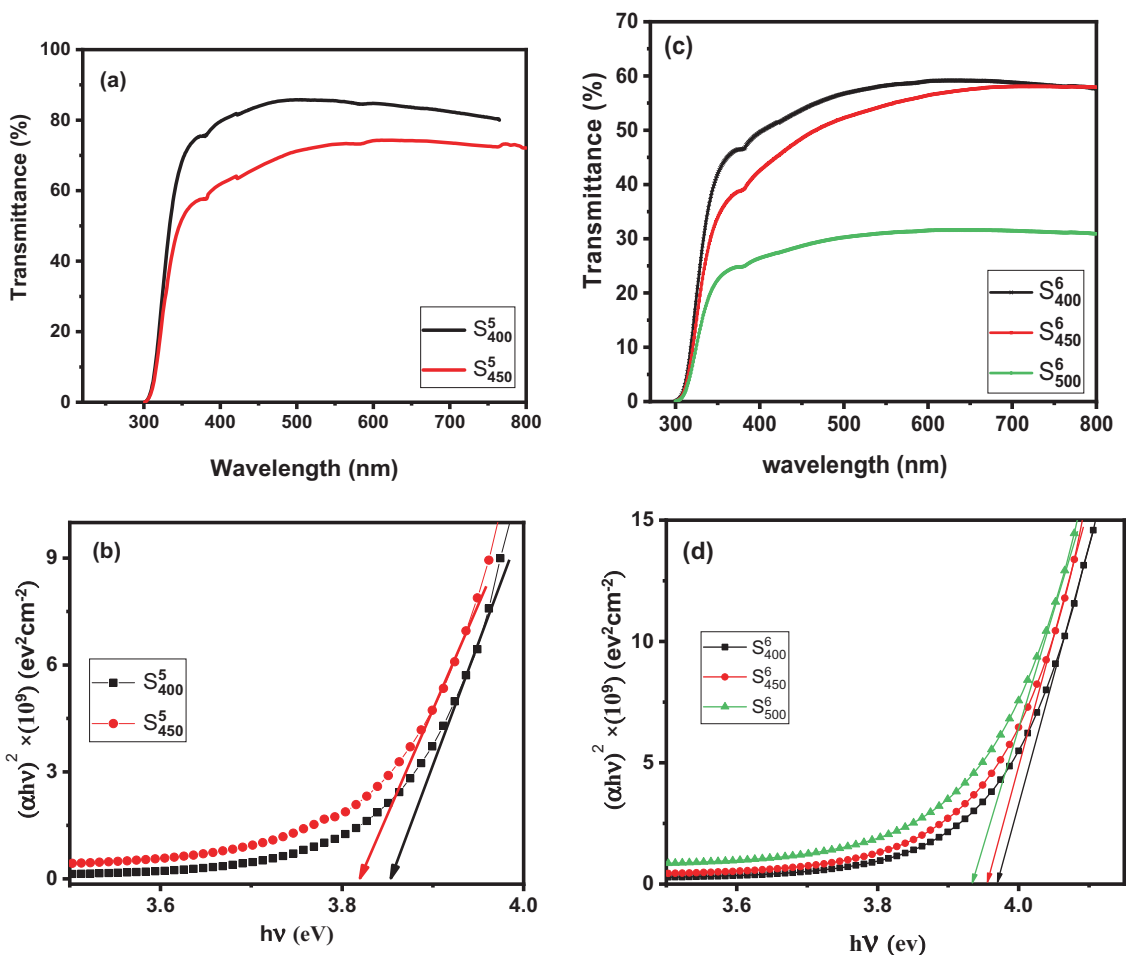 (a)
Transmittance (%)
100
80
60
40
20
0
S⁵₄₀₀
S⁵₄₅₀
300 400 500 600 700 800
Wavelength (nm)
(c)
Transmittance (%)
70
60
50
40
30
20
10
0
S⁶₄₀₀
S⁶₄₅₀
S⁶₅₀₀
300 400 500 600 700 800
wavelength (nm)
(b)
(αhν)² ×(10⁹) (ev²cm⁻²)
9
6
3
0
S⁵₄₀₀
S⁵₄₅₀
3.6 3.8 4.0
hν (eV)
(d)
(αhν)² ×(10⁹) (ev²cm⁻²)
15
10
5
0
S⁶₄₀₀
S⁶₄₅₀
S⁶₅₀₀
3.6 3.8 4.0
hν (ev)